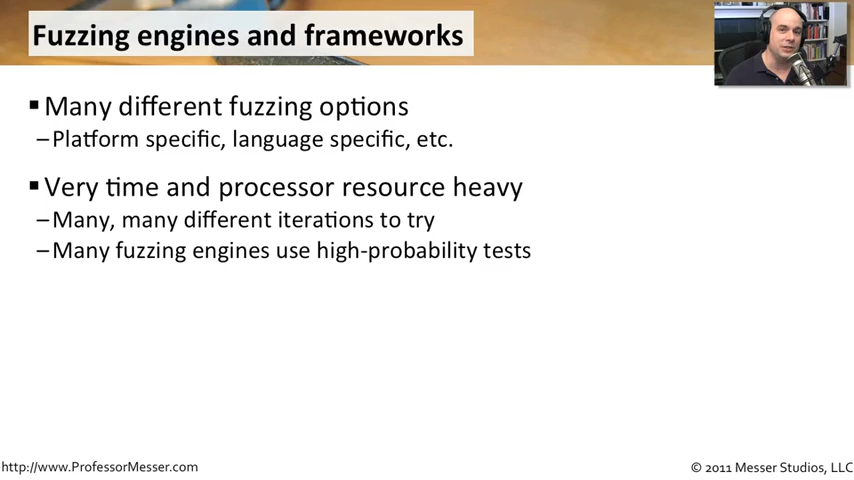 Fuzzing engines and frameworks
▪ Many different fuzzing options
– Platform specific, language specific, etc.
▪ Very time and processor resource heavy
– Many, many different iterations to try
– Many fuzzing engines use high-probability tests
http://www.ProfessorMesser.com
© 2011 Messer Studios, LLC